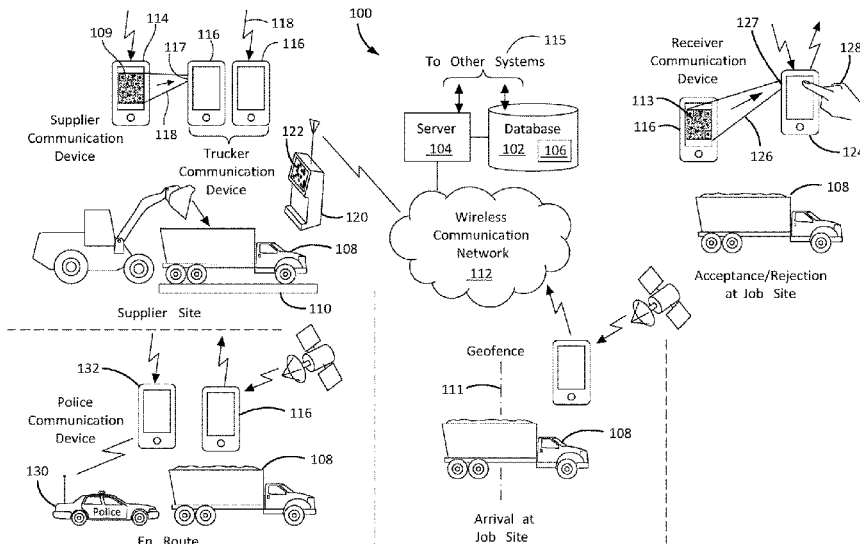 100
109
114
117
116
118
116
118
Supplier
Communication
Device
Trucker
Communication
Device
122
120
108
110
Supplier Site
115
To Other Systems
Server
104
Database
102
106
Wireless
Communication
Network
112
Receiver
Communication
Device
127
128
113
116
126
124
108
Acceptance/Rejection
at Job Site
132
Police
Communication
Device
116
130
Police
108
En Route
Geofence
111
108
Arrival at
Job Site